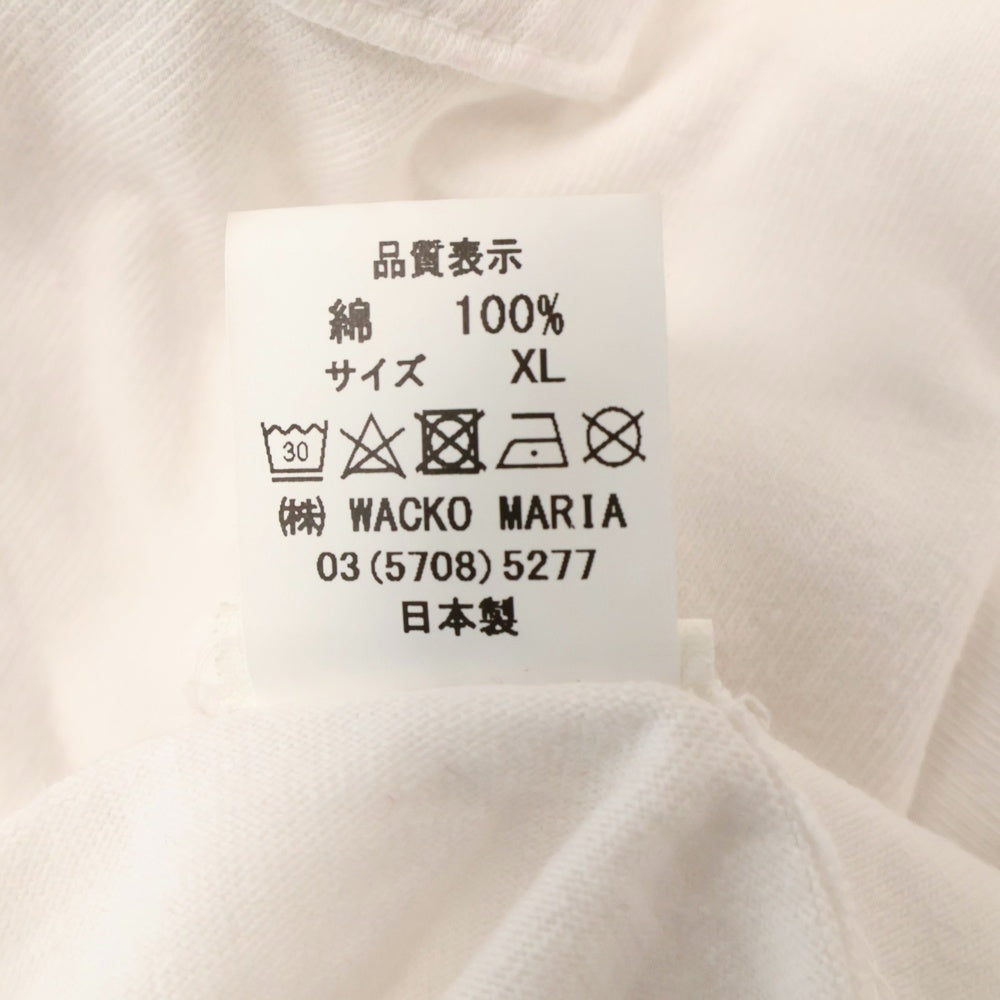 品質表示
綿 100%
サイズ XL
30
㈱ WACKO MARIA
03(5708)5277
日本製